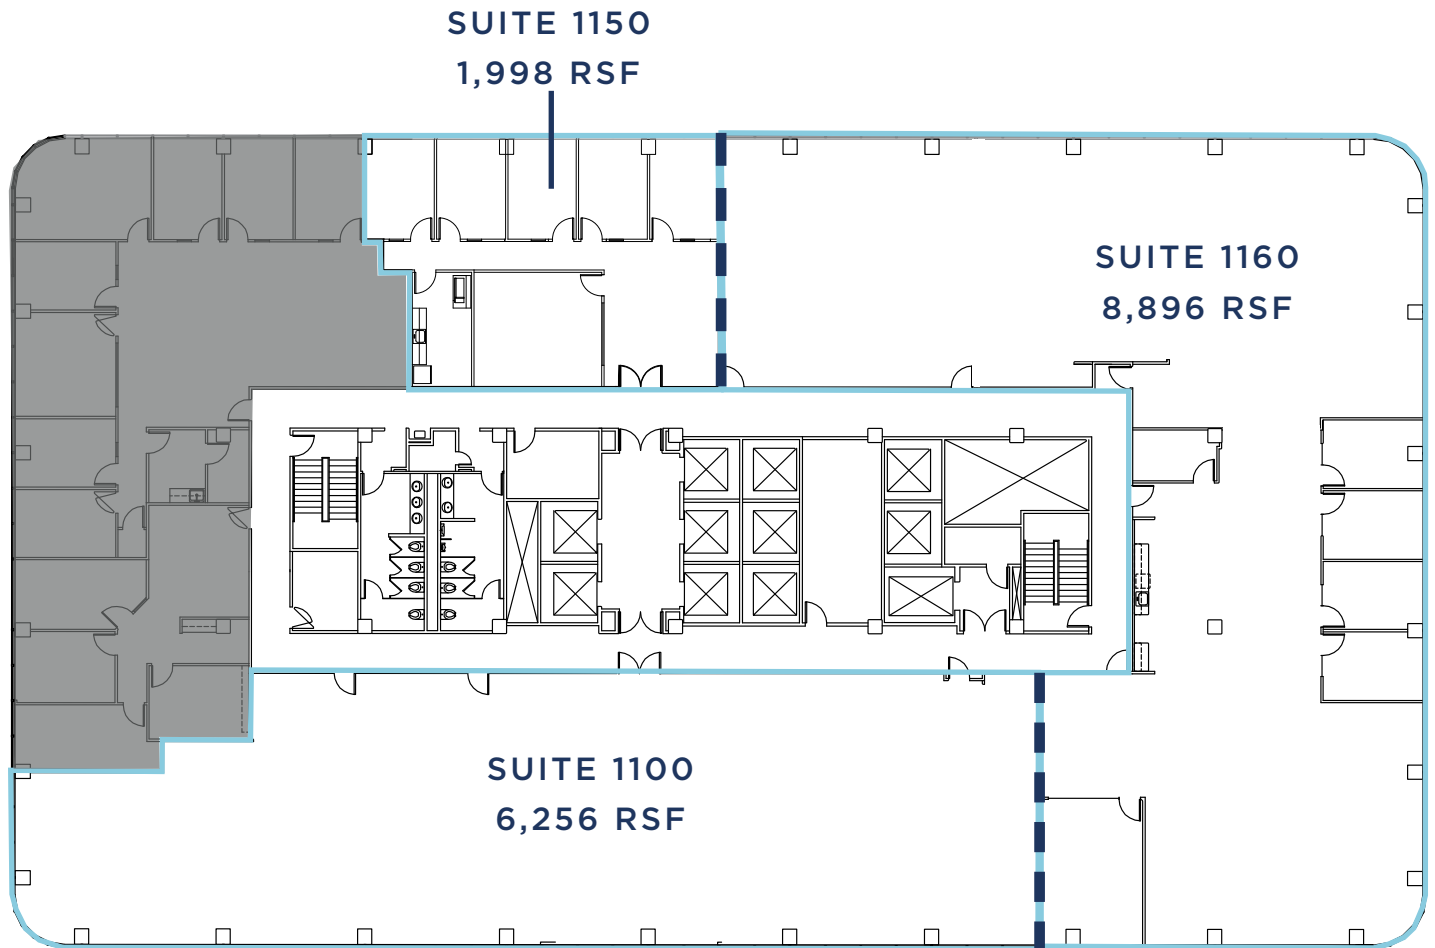 SUITE 1150
1,998 RSF
SUITE 1160
8,896 RSF
SUITE 1100
6,256 RSF